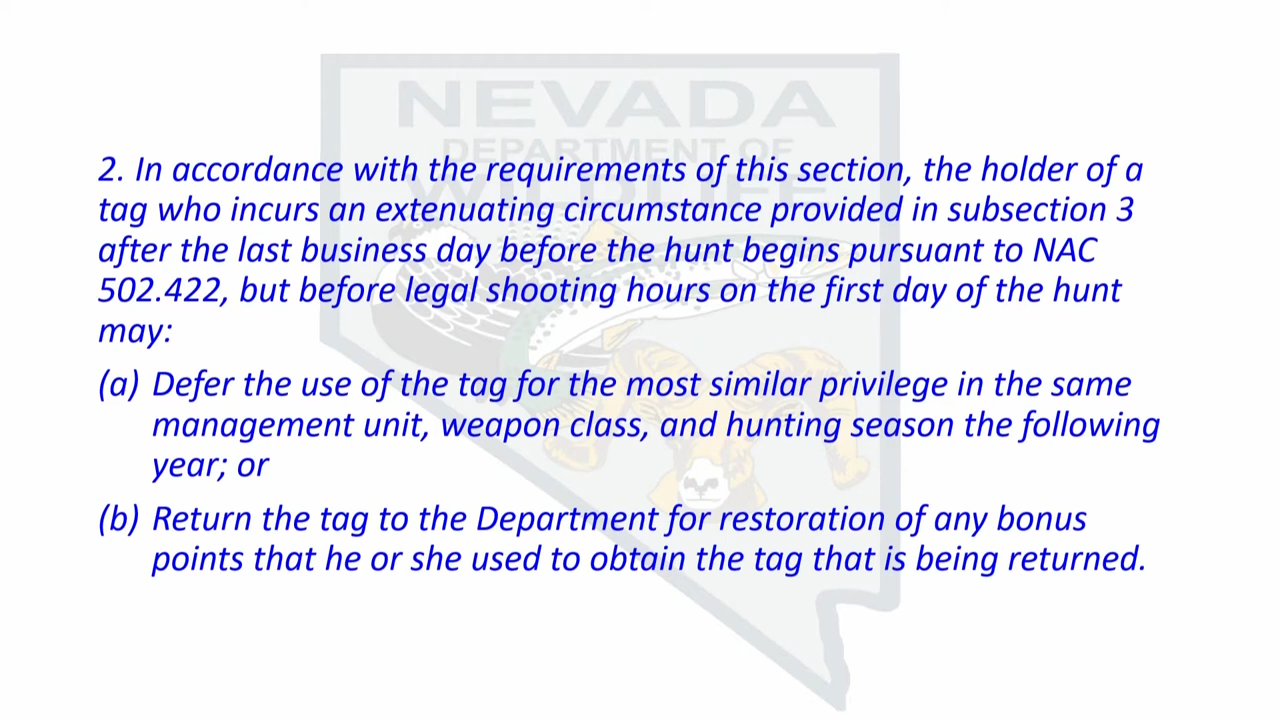 NEVADA
DEPARTMENT OF
WILDLIFE
2. In accordance with the requirements of this section, the holder of a
tag who incurs an extenuating circumstance provided in subsection 3
after the last business day before the hunt begins pursuant to NAC
502.422, but before legal shooting hours on the first day of the hunt
may:
(a) Defer the use of the tag for the most similar privilege in the same
management unit, weapon class, and hunting season the following
year; or
(b) Return the tag to the Department for restoration of any bonus
points that he or she used to obtain the tag that is being returned.